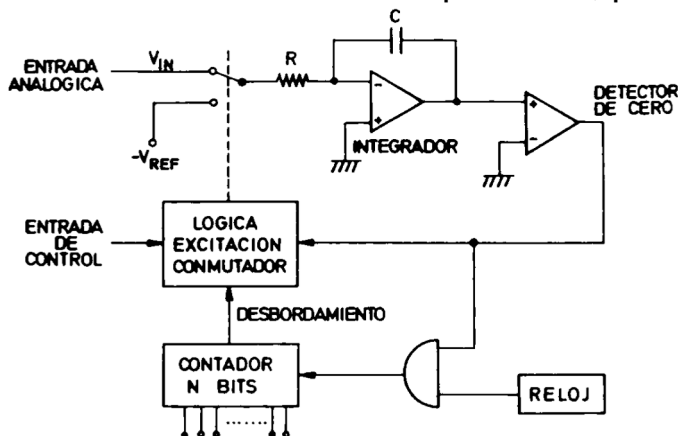 C
R
V_IN
ENTRADA
ANALOGICA
-
+
INTEGRADOR
+
-
DETECTOR
DE CERO
-V_REF
ENTRADA
DE
CONTROL
LOGICA
EXCITACION
CONMUTADOR
DESBORDAMIENTO
CONTADOR
N BITS
RELOJ